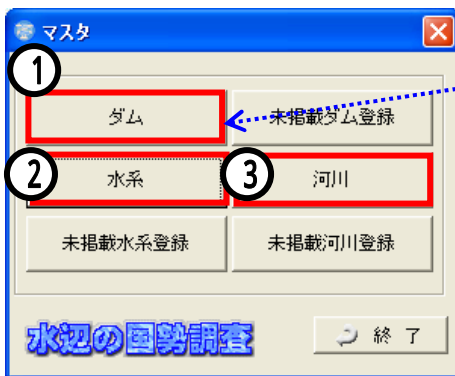 マスタ
①
ダム
未掲載ダム登録
②
水系
③
河川
未掲載水系登録
未掲載河川登録
水辺の国勢調査
終 了